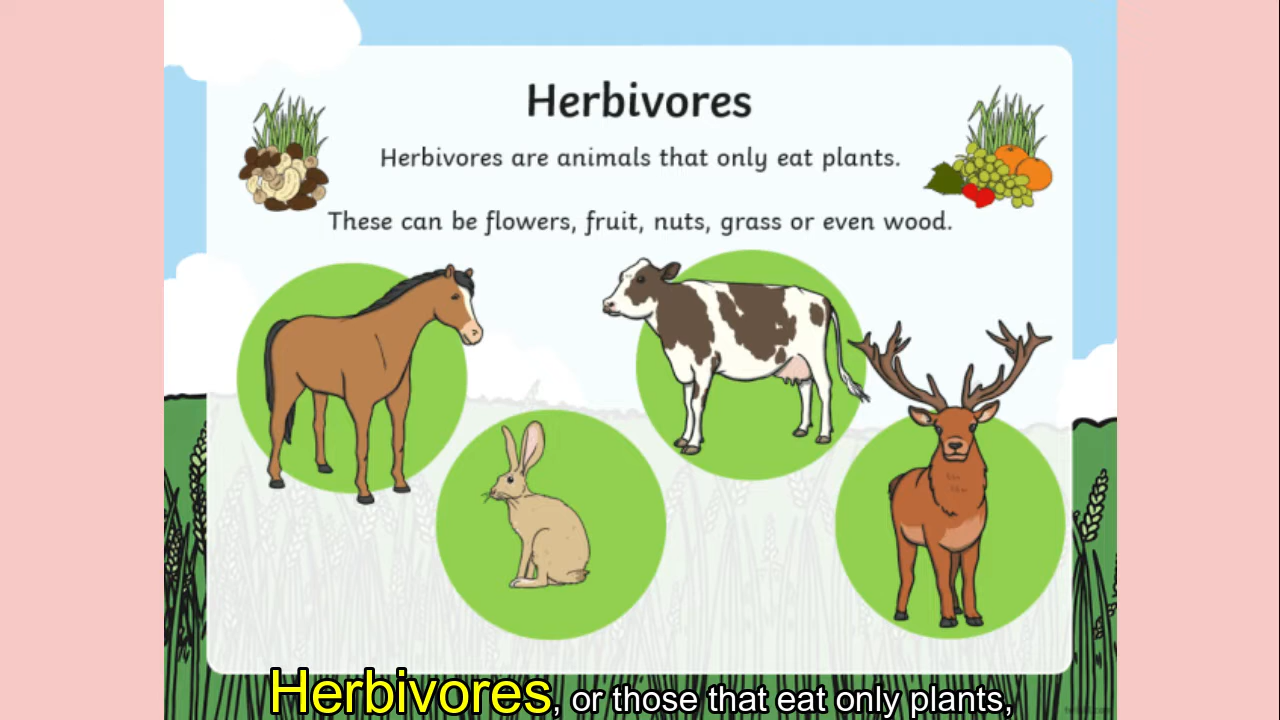 Herbivores
Herbivores are animals that only eat plants.
These can be flowers, fruit, nuts, grass or even wood.
Herbivores, or those that eat only plants,